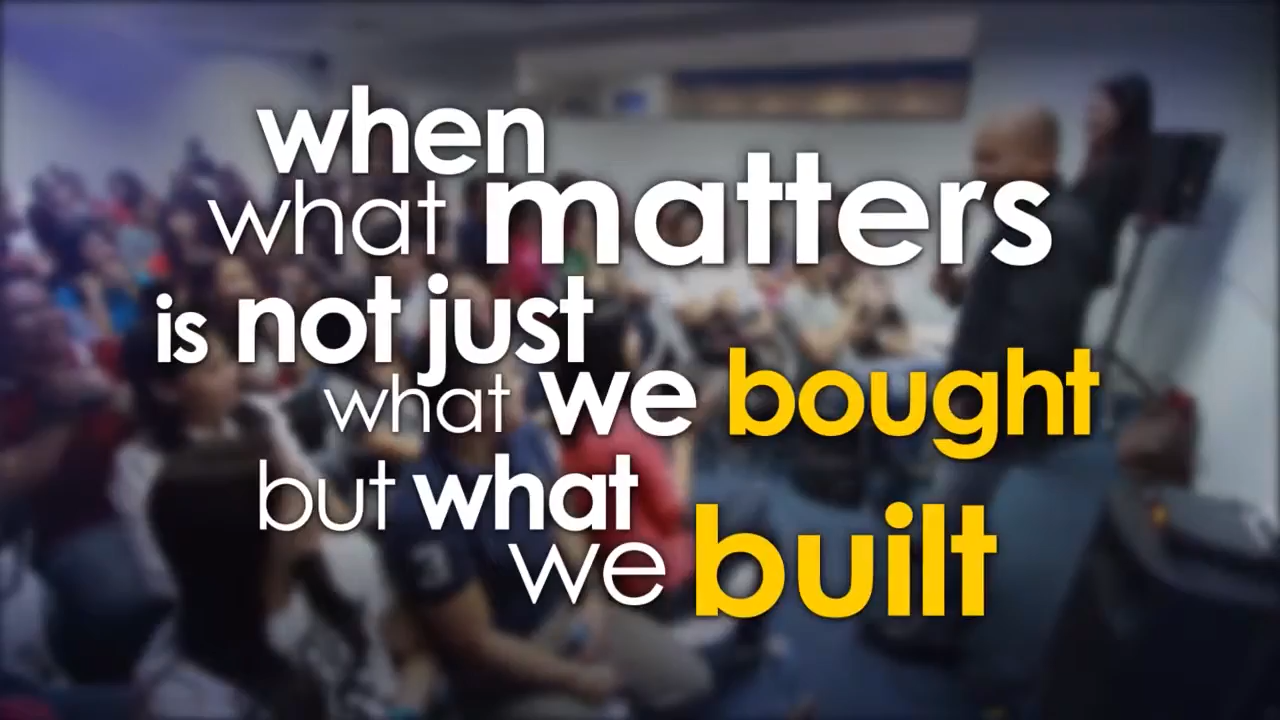 when
what matters
is not just
what we bought
but what
we built